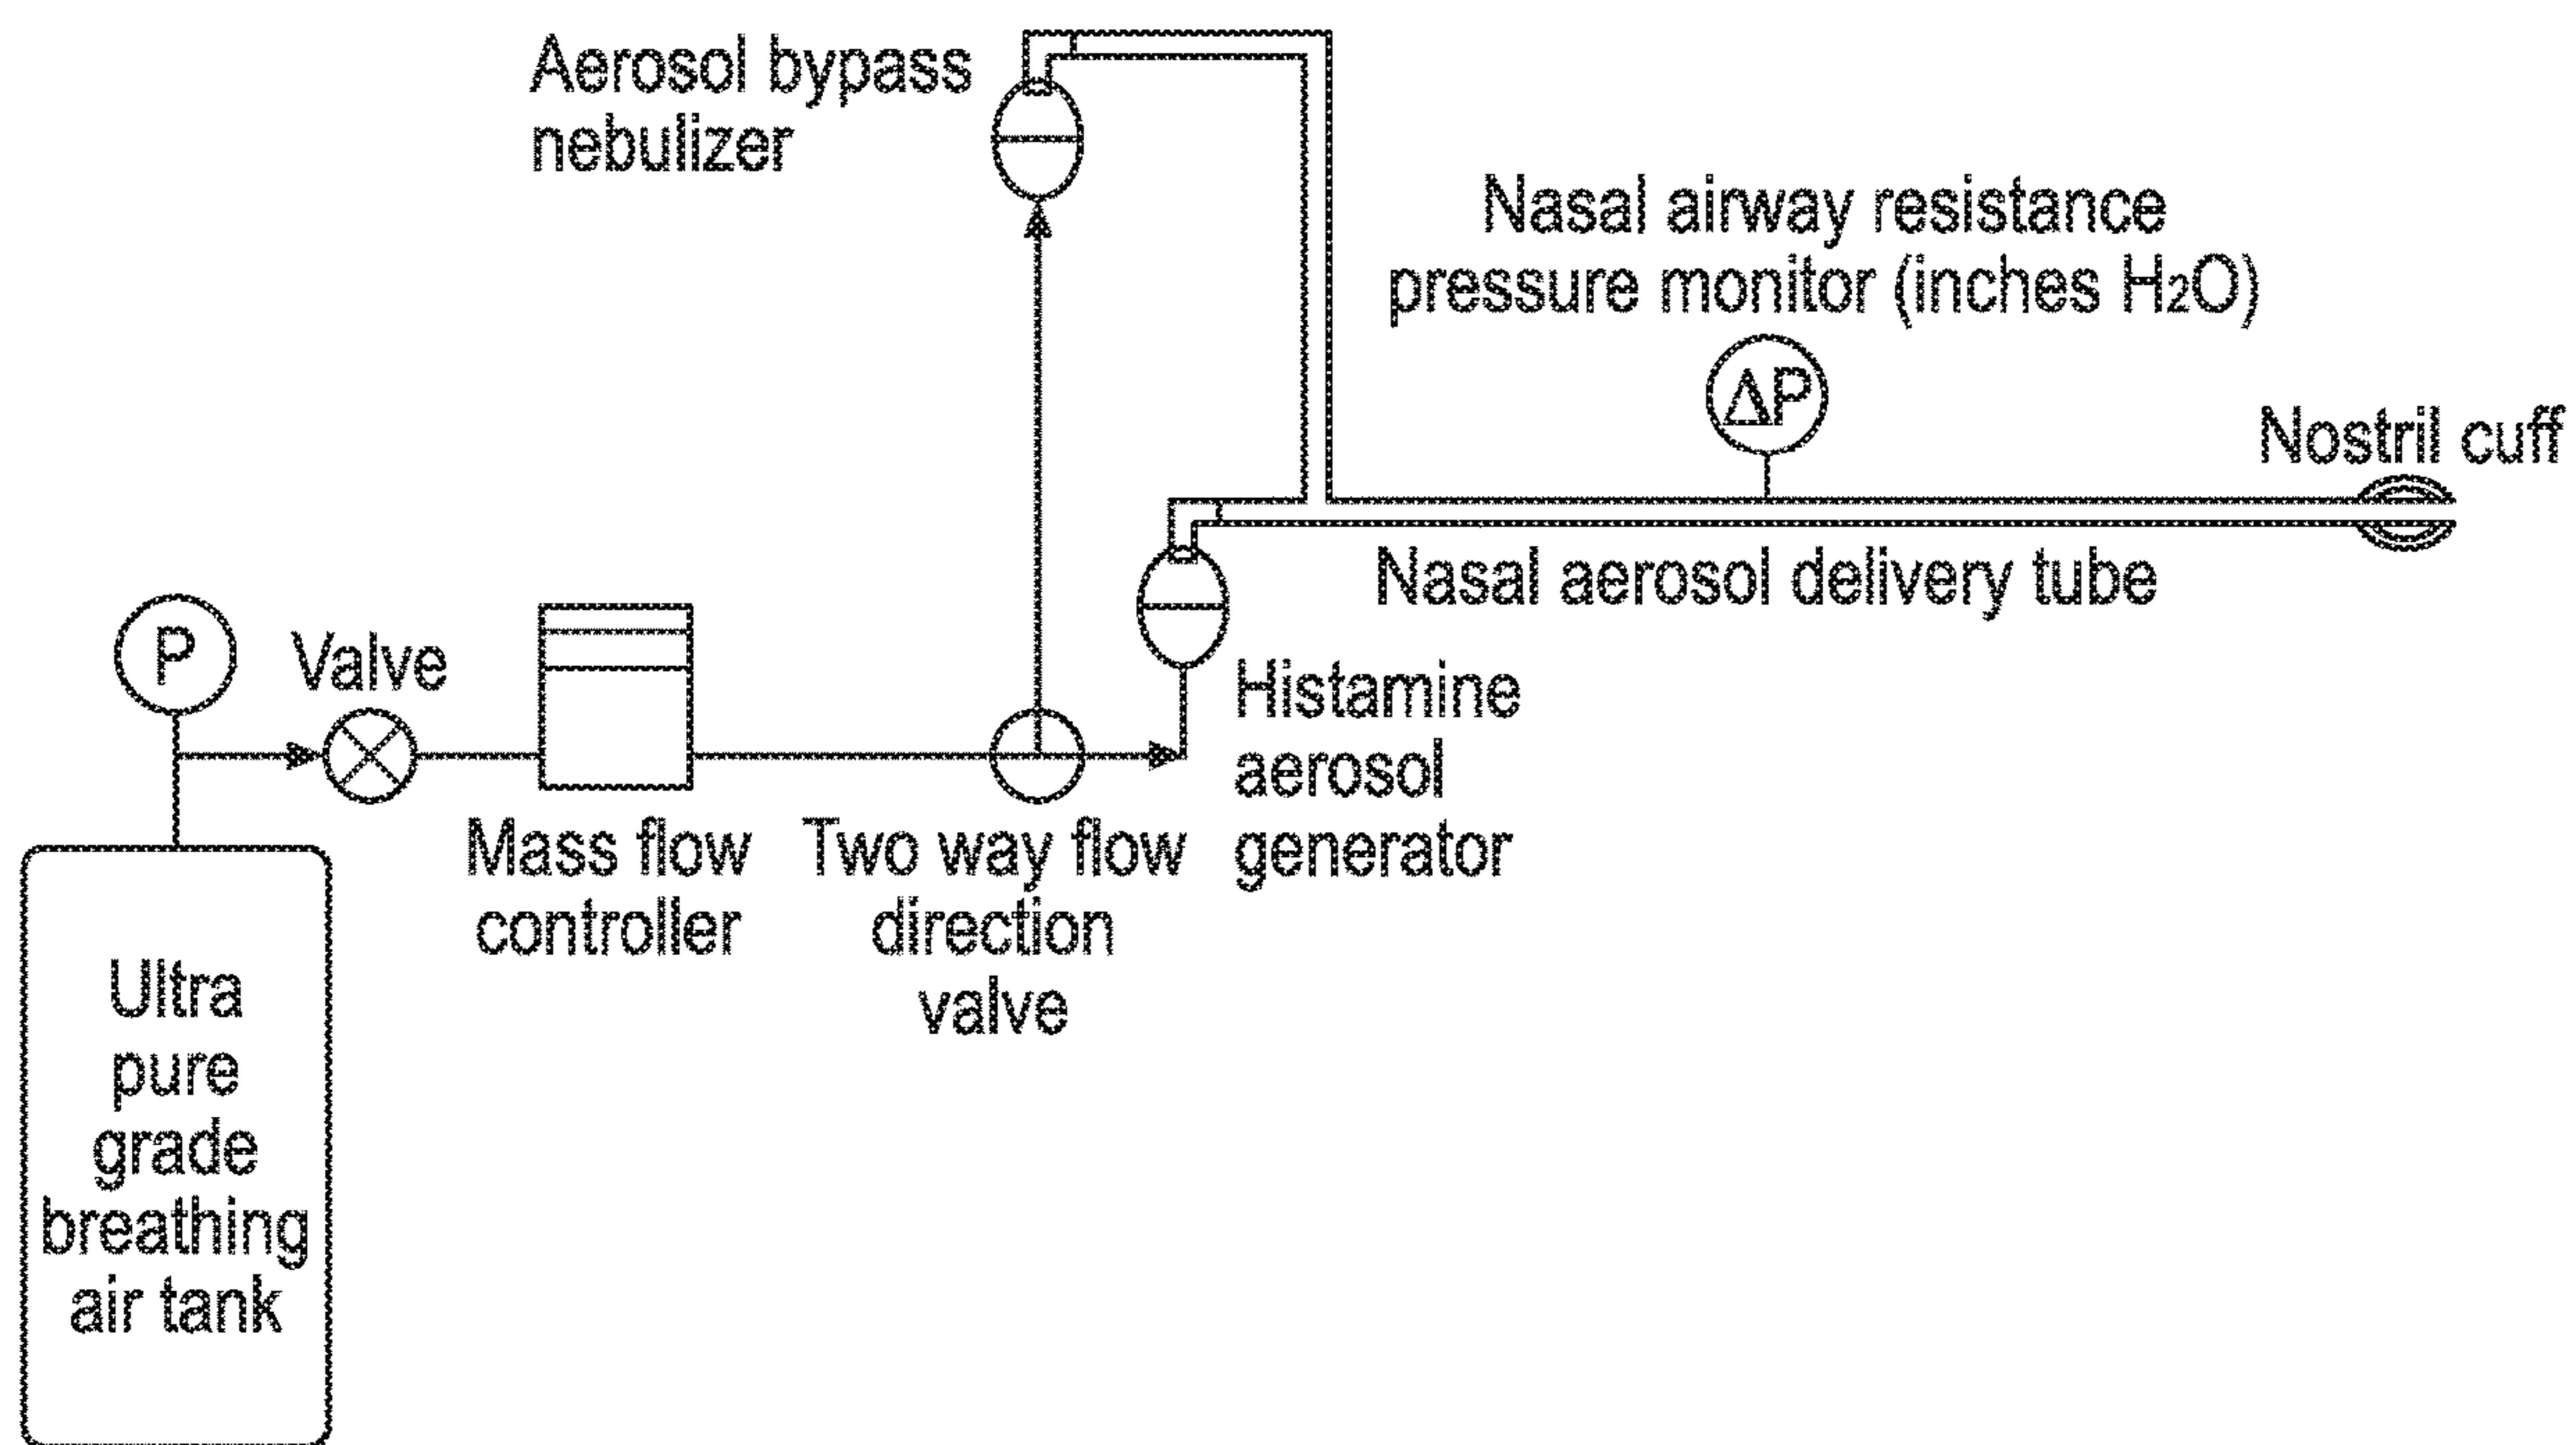 Aerosol bypass
nebulizer
Nasal airway resistance
pressure monitor (inches H₂O)
ΔP
Nostril cuff
Nasal aerosol delivery tube
P
Valve
Histamine
aerosol
generator
Mass flow
controller
Two way flow
direction
valve
Ultra
pure
grade
breathing
air tank